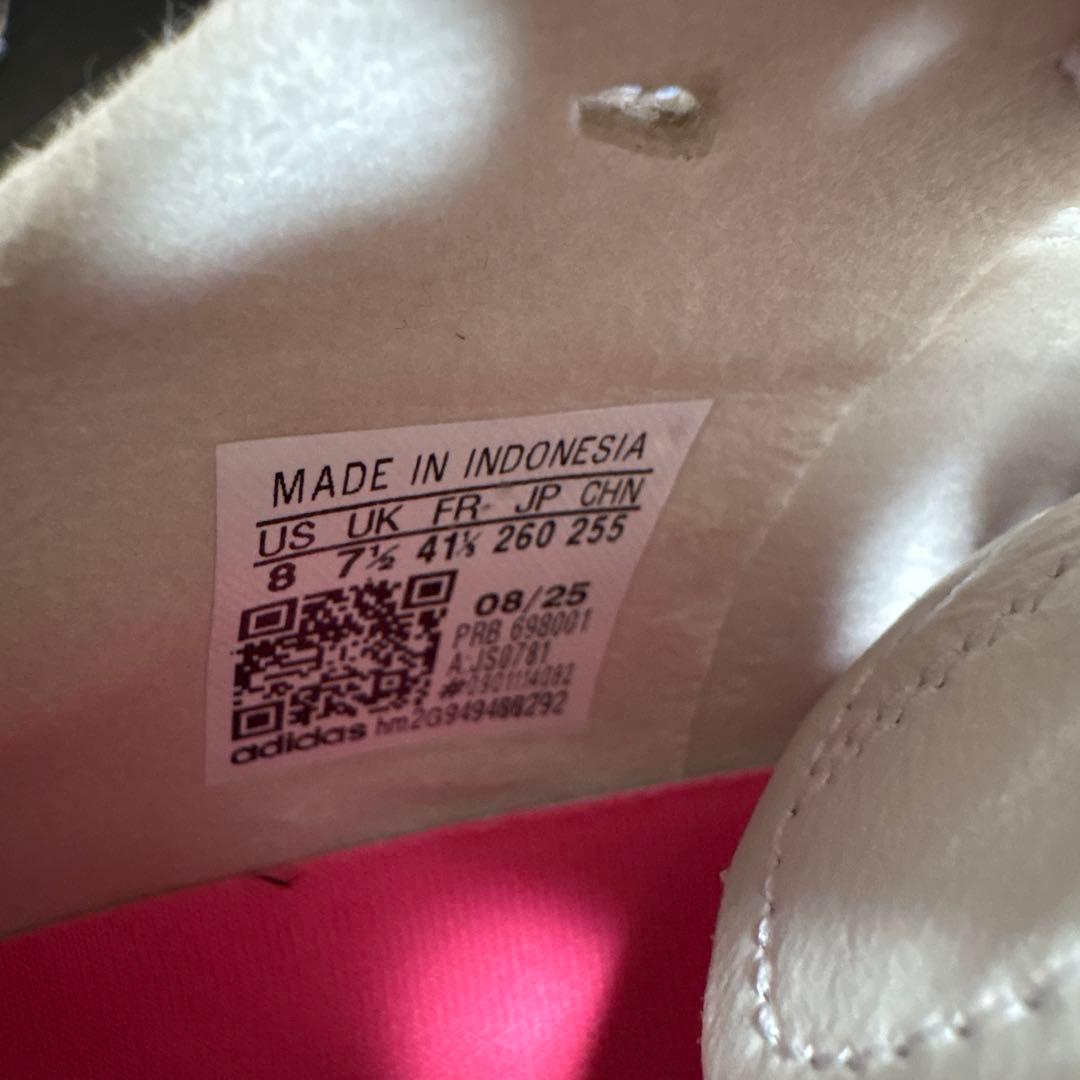 MADE IN INDONESIA
US UK FR JP CHN
8 7½ 41⅓ 260 255
08/25
PRB 698001
A.JS0781
adidas